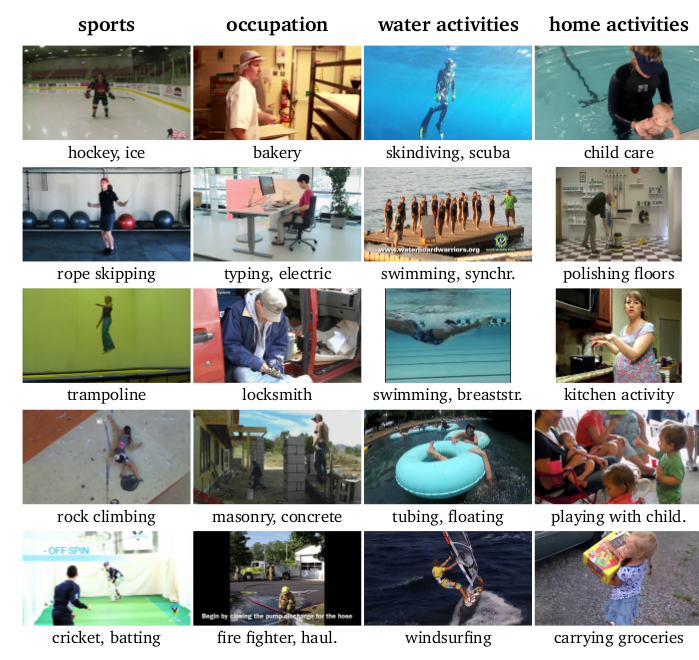 sports occupation water activities home activities
hockey, ice bakery skindiving, scuba child care
www.waterboardwarriors.org
rope skipping typing, electric swimming, synchr. polishing floors
trampoline locksmith swimming, breaststr. kitchen activity
rock climbing masonry, concrete tubing, floating playing with child.
- OFF SPIN
Begin by closing the pump discharge for the hose
cricket, batting fire fighter, haul. windsurfing carrying groceries